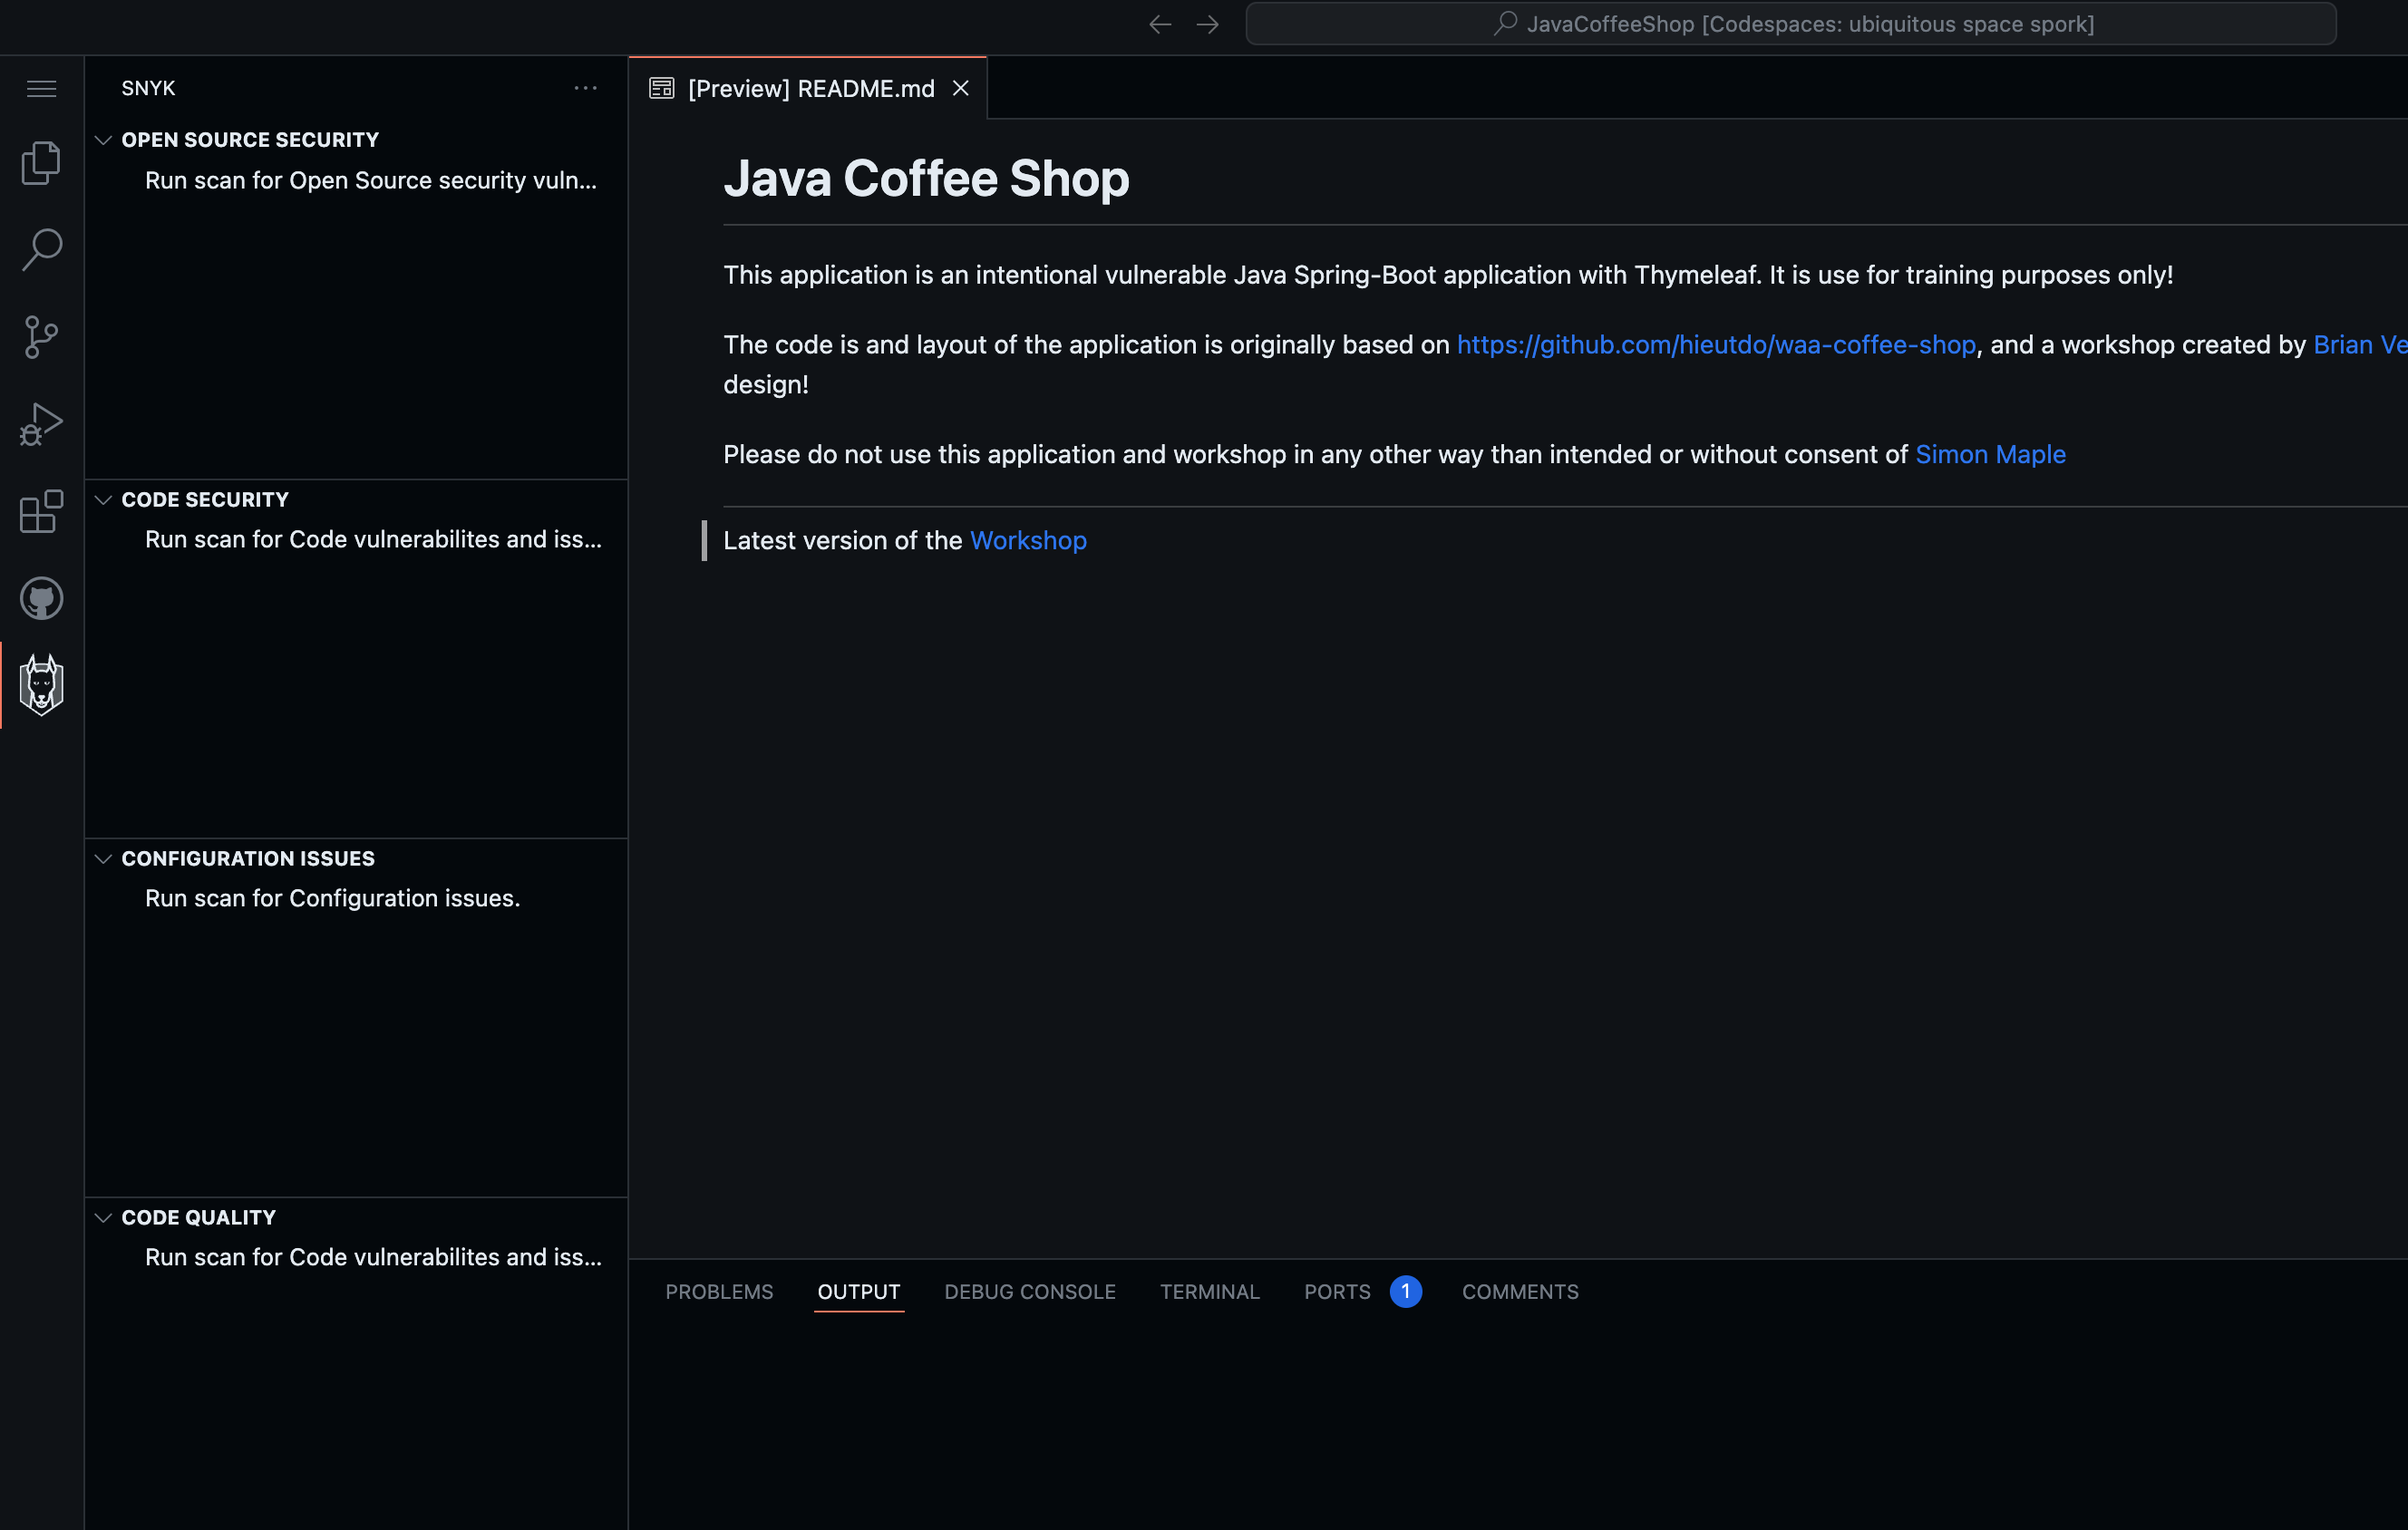 JavaCoffeeShop [Codespaces: ubiquitous space spork]
SNYK
OPEN SOURCE SECURITY
Run scan for Open Source security vuln...
CODE SECURITY
Run scan for Code vulnerabilites and iss...
CONFIGURATION ISSUES
Run scan for Configuration issues.
CODE QUALITY
Run scan for Code vulnerabilites and iss...
[Preview] README.md
Java Coffee Shop
This application is an intentional vulnerable Java Spring-Boot application with Thymeleaf. It is use for training purposes only!
The code is and layout of the application is originally based on https://github.com/hieutdo/waa-coffee-shop, and a workshop created by Brian Ve
design!
Please do not use this application and workshop in any other way than intended or without consent of Simon Maple
Latest version of the Workshop
PROBLEMS OUTPUT DEBUG CONSOLE TERMINAL PORTS 1 COMMENTS